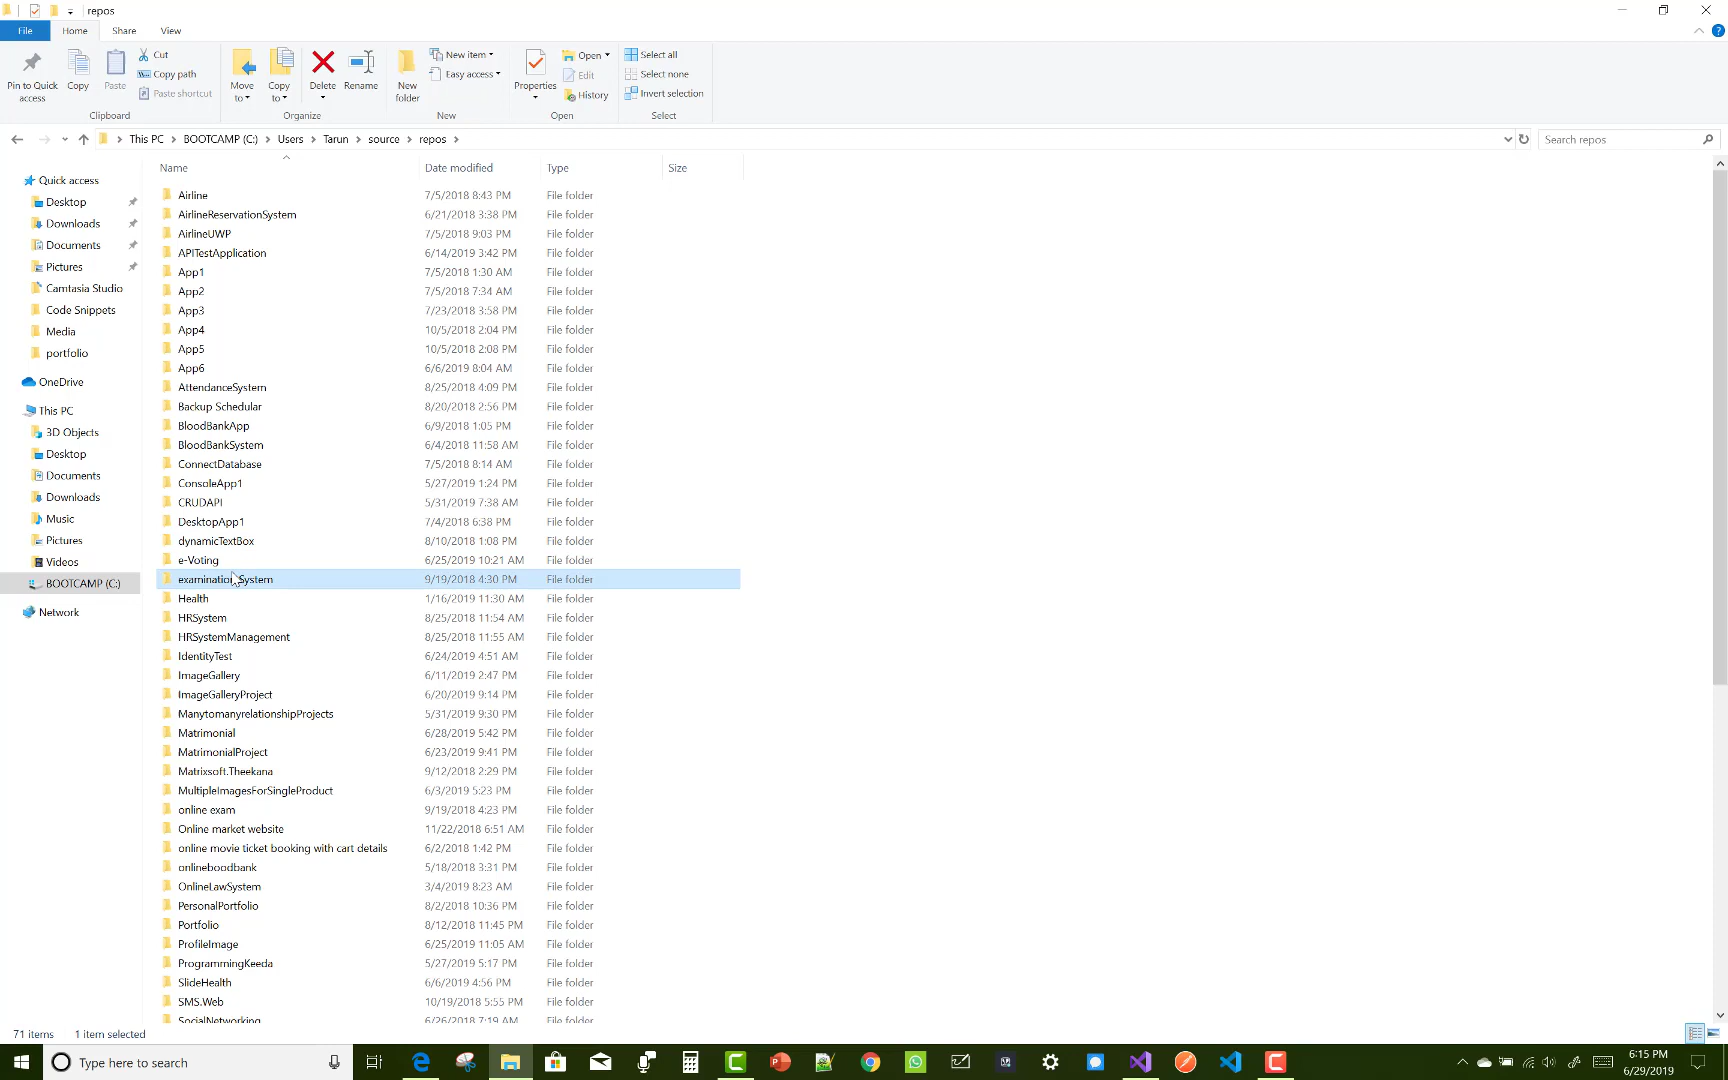 repos
File Home Share View
Pin to Quick access
Copy
Paste
Cut
Copy path
Paste shortcut
Clipboard
Move to
Copy to
Delete
Rename
Organize
New folder
New item
Easy access
New
Properties
Open
Edit
History
Open
Select all
Select none
Invert selection
Select
This PC BOOTCAMP (C:) Users Tarun source repos
Search repos
Name Date modified Type Size
Quick access
Desktop
Downloads
Documents
Pictures
Camtasia Studio
Code Snippets
Media
portfolio
OneDrive
This PC
3D Objects
Desktop
Documents
Downloads
Music
Pictures
Videos
BOOTCAMP (C:)
Network
Airline 7/5/2018 8:43 PM File folder
AirlineReservationSystem 6/21/2018 3:38 PM File folder
AirlineUWP 7/5/2018 9:03 PM File folder
APITestApplication 6/14/2019 3:42 PM File folder
App1 7/5/2018 1:30 AM File folder
App2 7/5/2018 7:34 AM File folder
App3 7/23/2018 3:58 PM File folder
App4 10/5/2018 2:04 PM File folder
App5 10/5/2018 2:08 PM File folder
App6 6/6/2019 8:04 AM File folder
AttendanceSystem 8/25/2018 4:09 PM File folder
Backup Schedular 8/20/2018 2:56 PM File folder
BloodBankApp 6/9/2018 1:05 PM File folder
BloodBankSystem 6/4/2018 11:58 AM File folder
ConnectDatabase 7/5/2018 8:14 AM File folder
ConsoleApp1 5/27/2019 1:24 PM File folder
CRUDAPI 5/31/2019 7:38 AM File folder
DesktopApp1 7/4/2018 6:38 PM File folder
dynamicTextBox 8/10/2018 1:08 PM File folder
e-Voting 6/25/2019 10:21 AM File folder
examinationSystem 9/19/2018 4:30 PM File folder
Health 1/16/2019 11:30 AM File folder
HRSystem 8/25/2018 11:54 AM File folder
HRSystemManagement 8/25/2018 11:55 AM File folder
IdentityTest 6/24/2019 4:51 AM File folder
ImageGallery 6/11/2019 2:47 PM File folder
ImageGalleryProject 6/20/2019 9:14 PM File folder
ManytomanyrelationshipProjects 5/31/2019 9:30 PM File folder
Matrimonial 6/28/2019 5:42 PM File folder
MatrimonialProject 6/23/2019 9:41 PM File folder
Matrixsoft.Theekana 9/12/2018 2:29 PM File folder
MultipleImagesForSingleProduct 6/3/2019 5:23 PM File folder
online exam 9/19/2018 4:23 PM File folder
Online market website 11/22/2018 6:51 AM File folder
online movie ticket booking with cart details 6/2/2018 1:42 PM File folder
onlineboodbank 5/18/2018 3:31 PM File folder
OnlineLawSystem 3/4/2019 8:23 AM File folder
PersonalPortfolio 8/2/2018 10:36 PM File folder
Portfolio 8/12/2018 11:45 PM File folder
ProfileImage 6/25/2019 11:05 AM File folder
ProgrammingKeeda 5/27/2019 5:17 PM File folder
SlideHealth 6/6/2019 4:56 PM File folder
SMS.Web 10/19/2018 5:55 PM File folder
SocialNetworking 6/26/2018 7:19 AM File folder
71 items 1 item selected
Type here to search
6:15 PM
6/29/2019